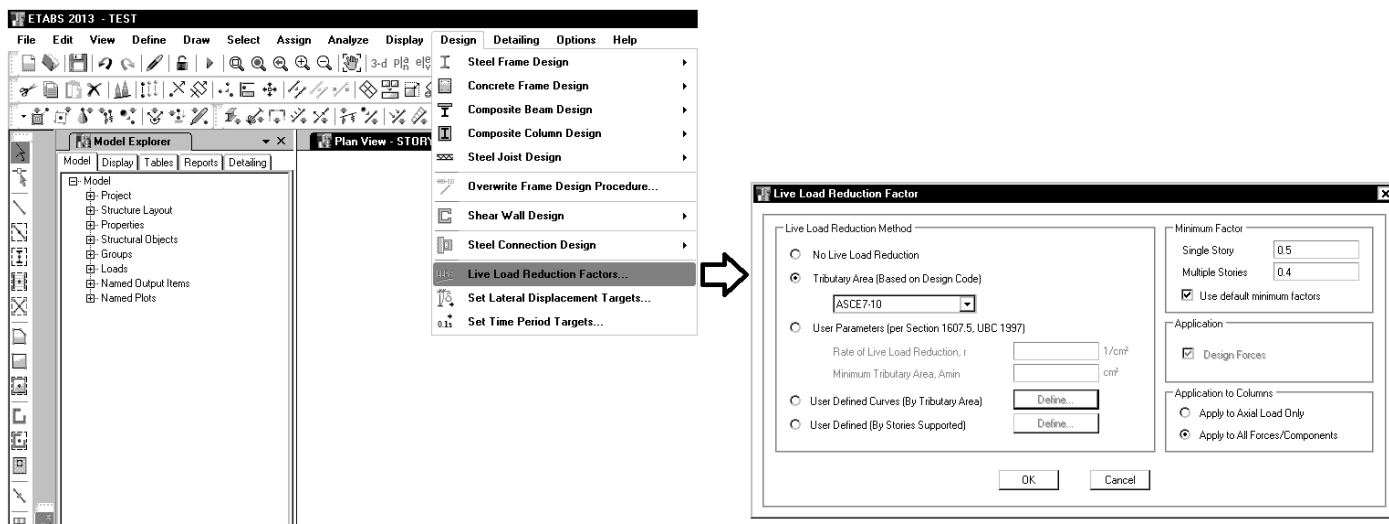 ETABS 2013 - TEST
File Edit View Define Draw Select Assign Analyze Display Design Detailing Options Help
3-d
Steel Frame Design
Concrete Frame Design
Composite Beam Design
Composite Column Design
Steel Joist Design
Overwrite Frame Design Procedure...
Shear Wall Design
Steel Connection Design
Live Load Reduction Factors...
Set Lateral Displacement Targets...
0.1s Set Time Period Targets...
Model Explorer
Plan View - STORY
Model Display Tables Reports Detailing
Model
Project
Structure Layout
Properties
Structural Objects
Groups
Loads
Named Output Items
Named Plots
Live Load Reduction Factor
Live Load Reduction Method
No Live Load Reduction
Tributary Area (Based on Design Code)
ASCE7-10
User Parameters (per Section 1607.5, UBC 1997)
Rate of Live Load Reduction, r 1/cm²
Minimum Tributary Area, Amin cm²
User Defined Curves (By Tributary Area) Define...
User Defined (By Stories Supported) Define...
Minimum Factor
Single Story 0.5
Multiple Stories 0.4
Use default minimum factors
Application
Design Forces
Application to Columns
Apply to Axial Load Only
Apply to All Forces/Components
OK Cancel